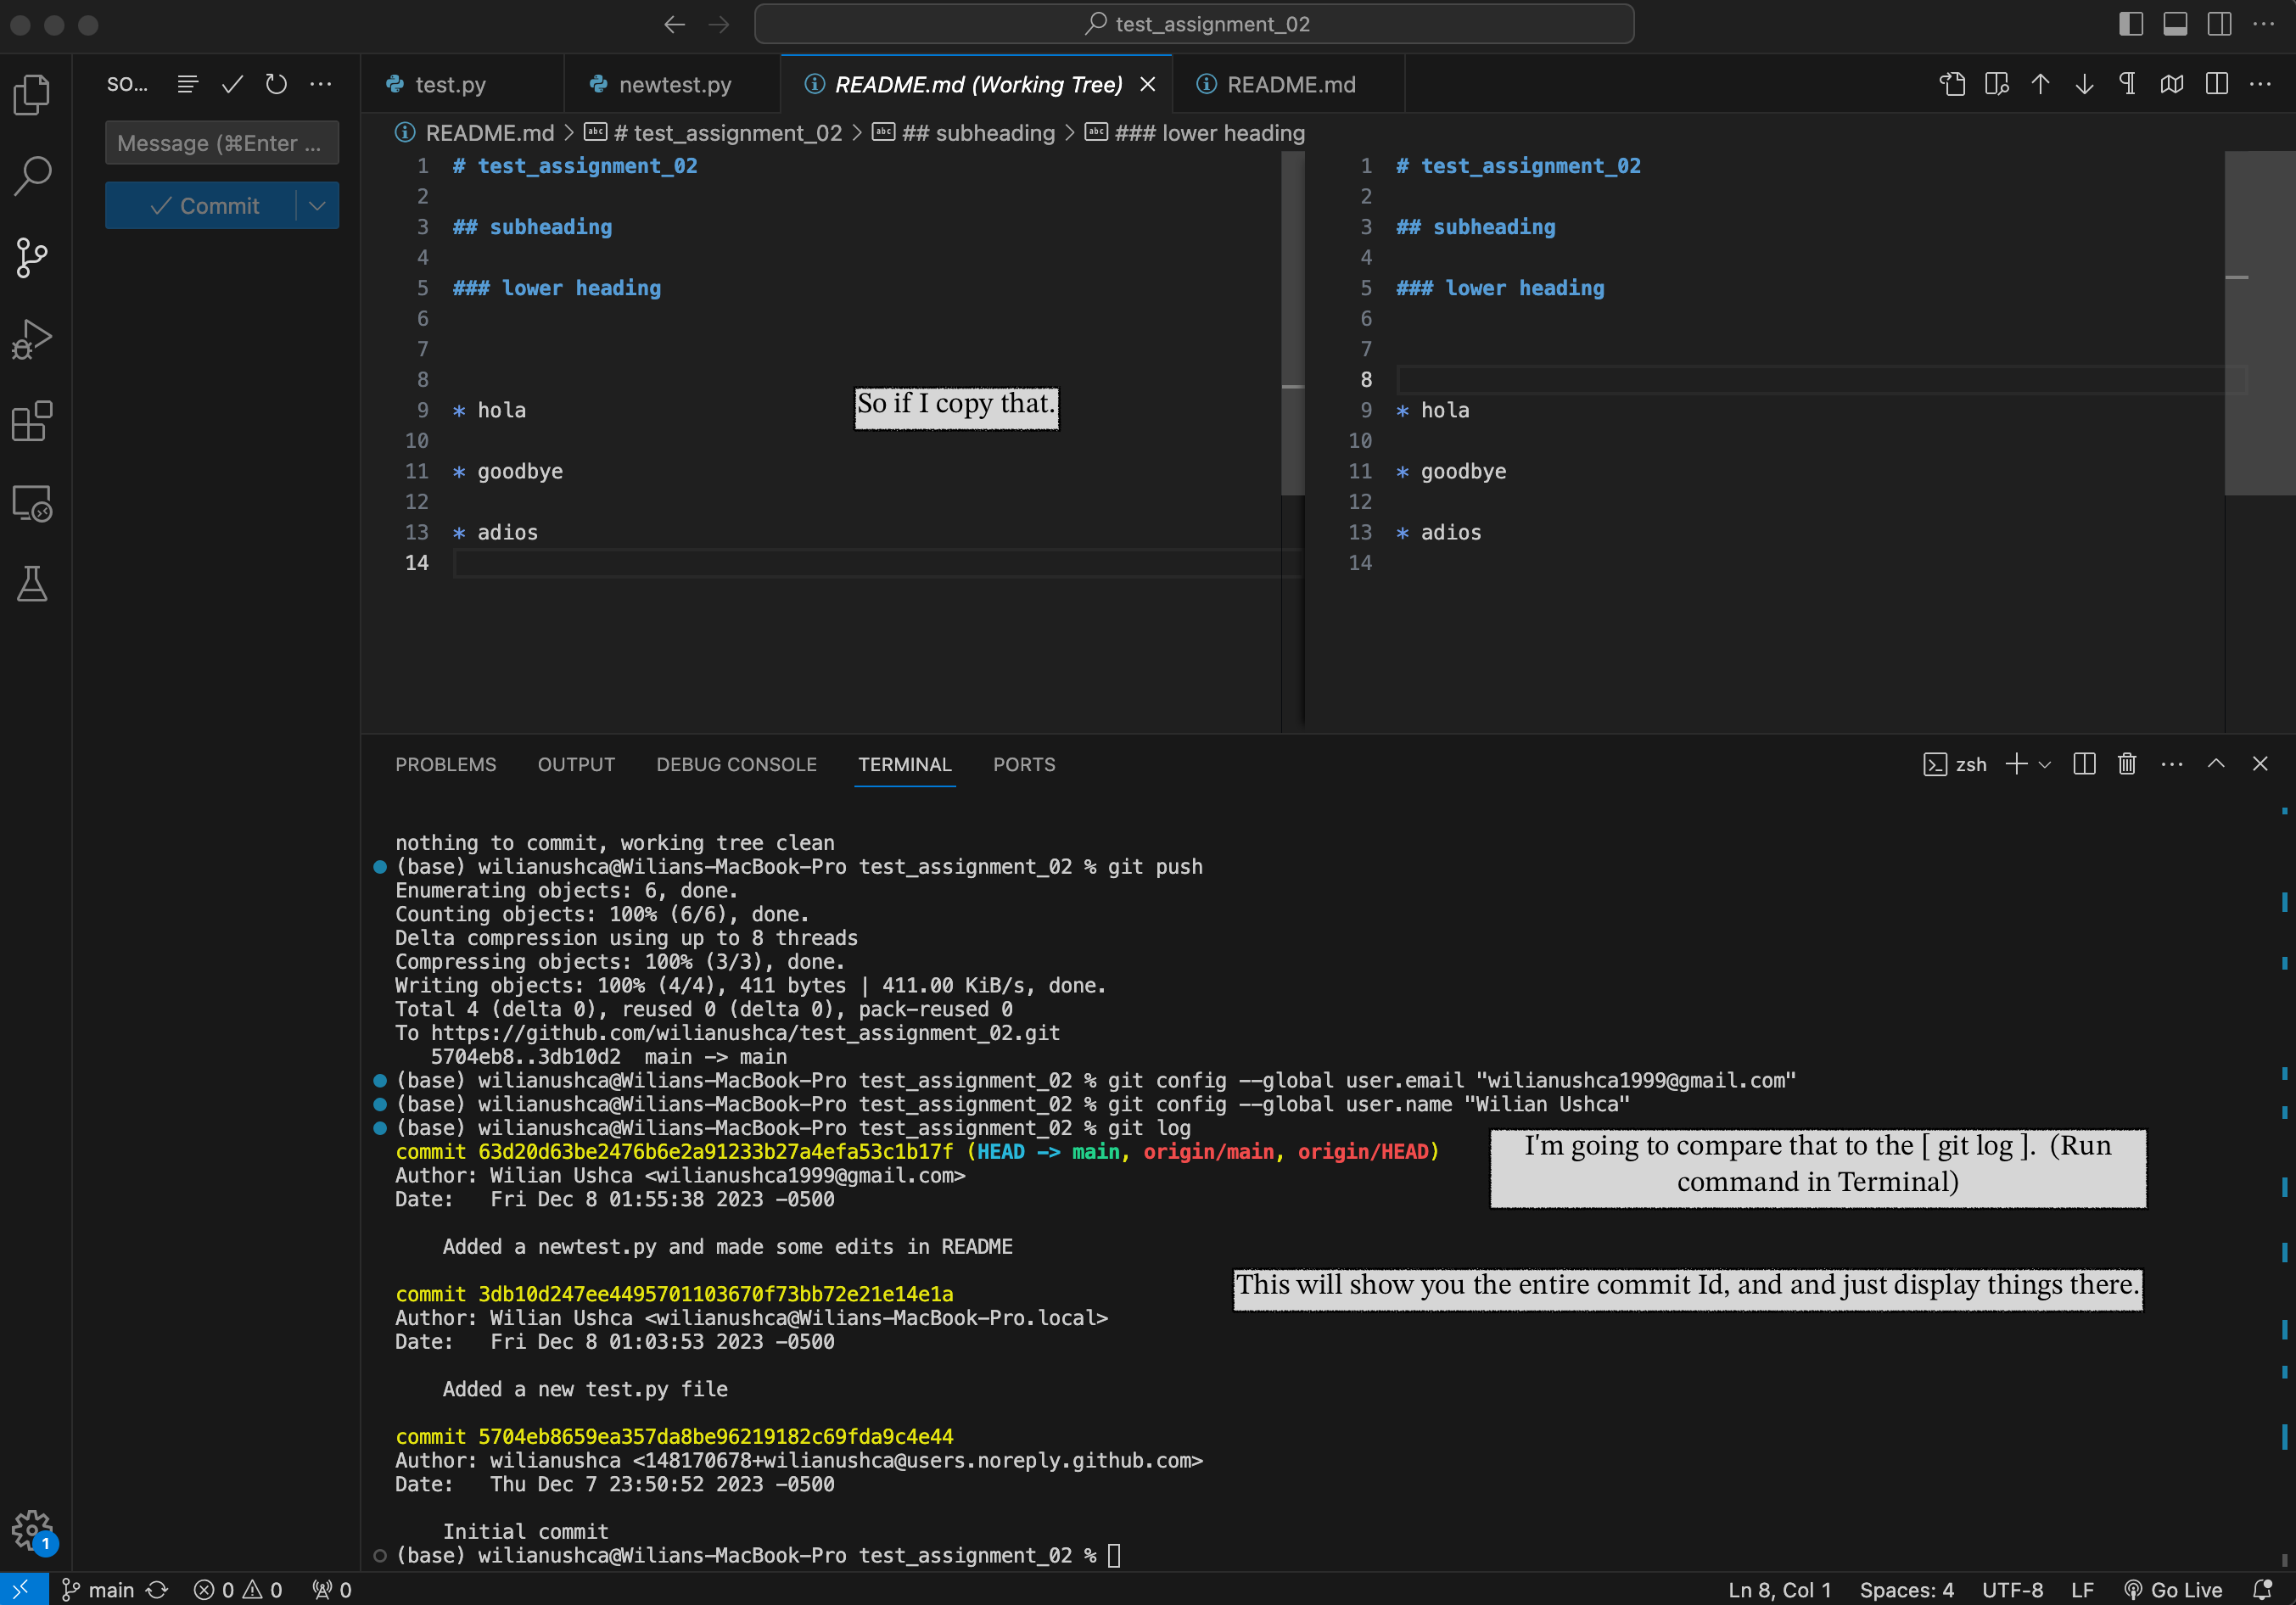 test_assignment_02
SO...
Message (⌘Enter ...
Commit
test.py
newtest.py
README.md (Working Tree)
README.md
README.md > # test_assignment_02 > ## subheading > ### lower heading
1 # test_assignment_02
2
3 ## subheading
4
5 ### lower heading
6
7
8
9 * hola
10
11 * goodbye
12
13 * adios
14
So if I copy that.
1 # test_assignment_02
2
3 ## subheading
4
5 ### lower heading
6
7
8
9 * hola
10
11 * goodbye
12
13 * adios
14
PROBLEMS OUTPUT DEBUG CONSOLE TERMINAL PORTS
zsh
nothing to commit, working tree clean
(base) wilianushca@Wilians-MacBook-Pro test_assignment_02 % git push
Enumerating objects: 6, done.
Counting objects: 100% (6/6), done.
Delta compression using up to 8 threads
Compressing objects: 100% (3/3), done.
Writing objects: 100% (4/4), 411 bytes | 411.00 KiB/s, done.
Total 4 (delta 0), reused 0 (delta 0), pack-reused 0
To https://github.com/wilianushca/test_assignment_02.git
5704eb8..3db10d2 main -> main
(base) wilianushca@Wilians-MacBook-Pro test_assignment_02 % git config --global user.email "wilianushca1999@gmail.com"
(base) wilianushca@Wilians-MacBook-Pro test_assignment_02 % git config --global user.name "Wilian Ushca"
(base) wilianushca@Wilians-MacBook-Pro test_assignment_02 % git log
commit 63d20d63be2476b6e2a91233b27a4efa53c1b17f (HEAD -> main, origin/main, origin/HEAD)
Author: Wilian Ushca <wilianushca1999@gmail.com>
Date: Fri Dec 8 01:55:38 2023 -0500
Added a newtest.py and made some edits in README
commit 3db10d247ee4495701103670f73bb72e21e14e1a
Author: Wilian Ushca <wilianushca@Wilians-MacBook-Pro.local>
Date: Fri Dec 8 01:03:53 2023 -0500
Added a new test.py file
commit 5704eb8659ea357da8be96219182c69fda9c4e44
Author: wilianushca <148170678+wilianushca@users.noreply.github.com>
Date: Thu Dec 7 23:50:52 2023 -0500
Initial commit
(base) wilianushca@Wilians-MacBook-Pro test_assignment_02 %
I'm going to compare that to the [ git log ]. (Run
command in Terminal)
This will show you the entire commit Id, and and just display things there.
1
main 0 0 0
Ln 8, Col 1 Spaces: 4 UTF-8 LF Go Live